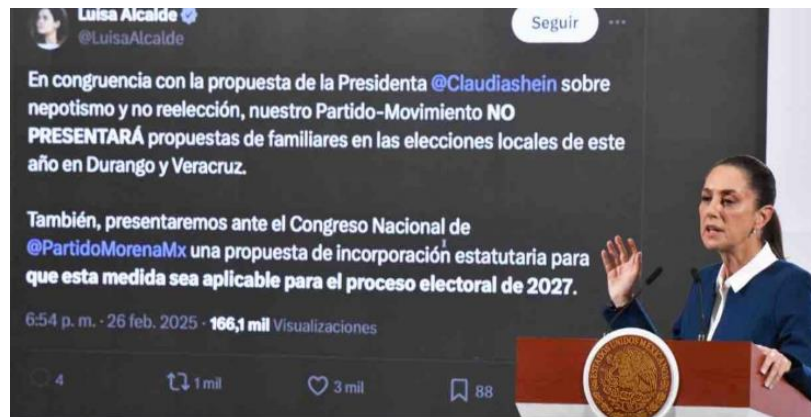 Luisa Alcalde
@LuisaAlcalde
Seguir
En congruencia con la propuesta de la Presidenta @Claudiashein sobre
nepotismo y no reelección, nuestro Partido-Movimiento NO
PRESENTARÁ propuestas de familiares en las elecciones locales de este
año en Durango y Veracruz.
También, presentaremos ante el Congreso Nacional de
@PartidoMorenaMx una propuesta de incorporación estatutaria para
que esta medida sea aplicable para el proceso electoral de 2027.
6:54 p. m. · 26 feb. 2025 · 166,1 mil Visualizaciones
4 1 mil 3 mil 88
ESTADOS UNIDOS MEXICANOS